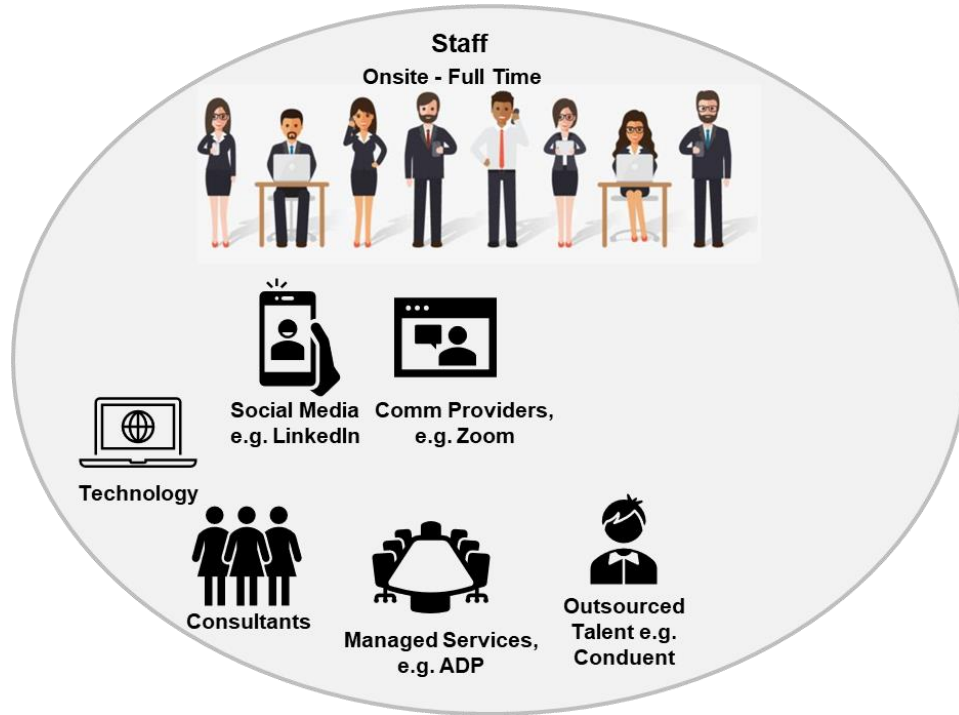 Staff
Onsite - Full Time
Social Media
e.g. LinkedIn
Comm Providers,
e.g. Zoom
Technology
Consultants
Managed Services,
e.g. ADP
Outsourced
Talent e.g.
Conduent